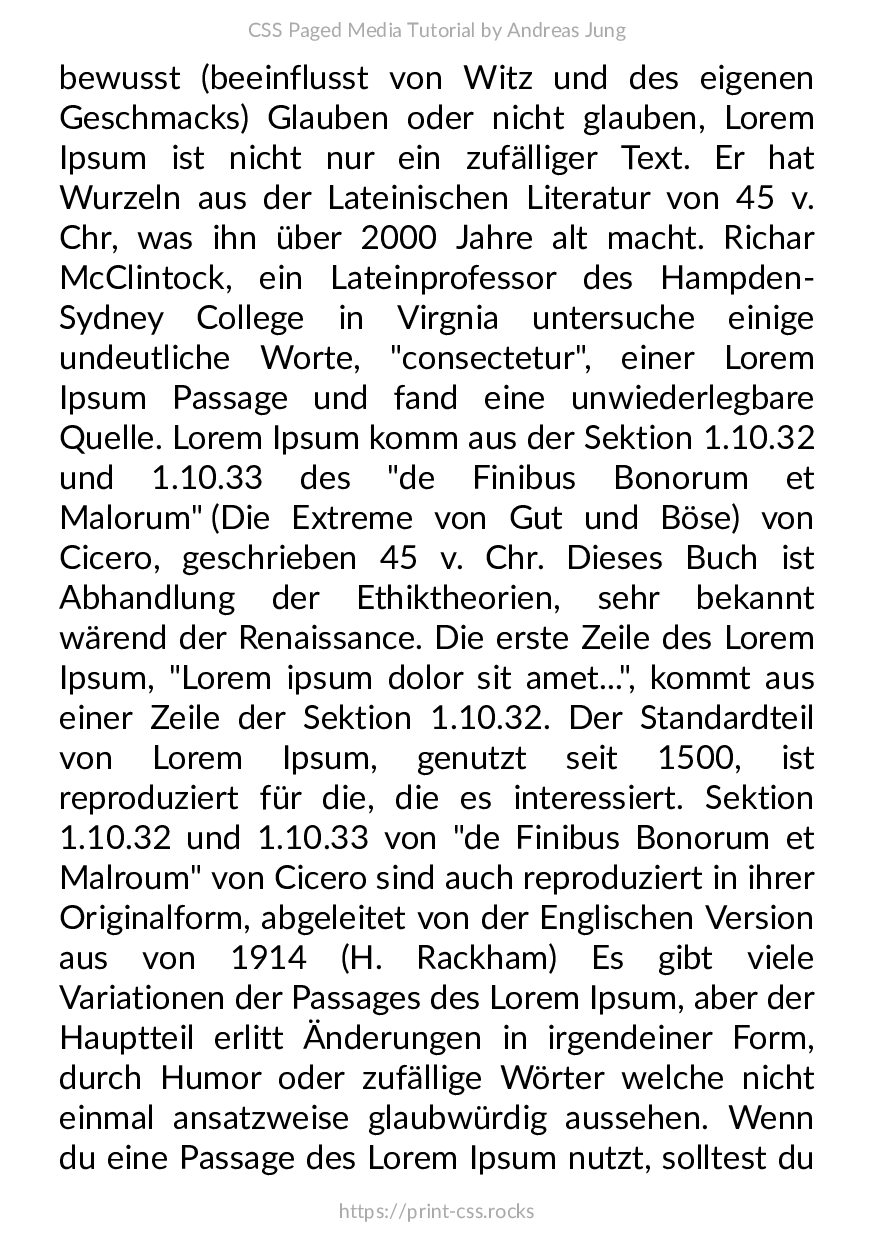 CSS Paged Media Tutorial by Andreas Jung
bewusst (beeinflusst von Witz und des eigenen
Geschmacks) Glauben oder nicht glauben, Lorem
Ipsum ist nicht nur ein zufälliger Text. Er hat
Wurzeln aus der Lateinischen Literatur von 45 v.
Chr, was ihn über 2000 Jahre alt macht. Richar
McClintock, ein Lateinprofessor des Hampden-
Sydney College in Virgnia untersuche einige
undeutliche Worte, "consectetur", einer Lorem
Ipsum Passage und fand eine unwiederlegbare
Quelle. Lorem Ipsum komm aus der Sektion 1.10.32
und 1.10.33 des "de Finibus Bonorum et
Malorum" (Die Extreme von Gut und Böse) von
Cicero, geschrieben 45 v. Chr. Dieses Buch ist
Abhandlung der Ethiktheorien, sehr bekannt
wärend der Renaissance. Die erste Zeile des Lorem
Ipsum, "Lorem ipsum dolor sit amet...", kommt aus
einer Zeile der Sektion 1.10.32. Der Standardteil
von Lorem Ipsum, genutzt seit 1500, ist
reproduziert für die, die es interessiert. Sektion
1.10.32 und 1.10.33 von "de Finibus Bonorum et
Malroum" von Cicero sind auch reproduziert in ihrer
Originalform, abgeleitet von der Englischen Version
aus von 1914 (H. Rackham) Es gibt viele
Variationen der Passages des Lorem Ipsum, aber der
Hauptteil erlitt Änderungen in irgendeiner Form,
durch Humor oder zufällige Wörter welche nicht
einmal ansatzweise glaubwürdig aussehen. Wenn
du eine Passage des Lorem Ipsum nutzt, solltest du
https://print-css.rocks